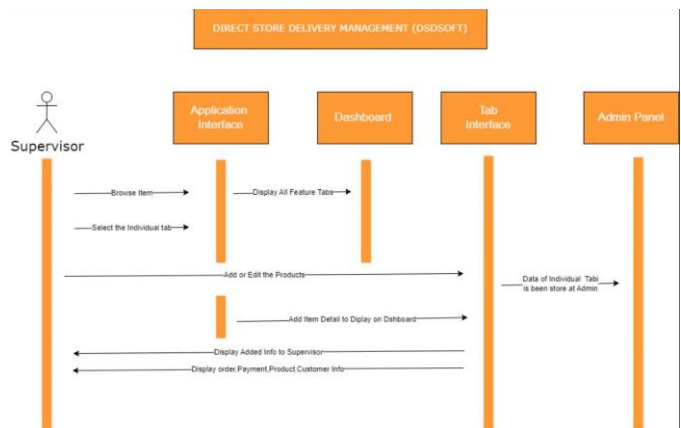 DIRECT STORE DELIVERY MANAGEMENT (DSDSOFT)
Supervisor
Application
Interface
Dashboard
Tab
Interface
Admin Panel
Browse Item
Display All Feature Tabs
Select the Individual tab
Add or Edit the Products
Data of Individual Tabi
is been store at Admin
Add Item Detail to Diplay on Dshboard
Display Added Info to Supervisor
Display order,Payment,Product,Customer Info